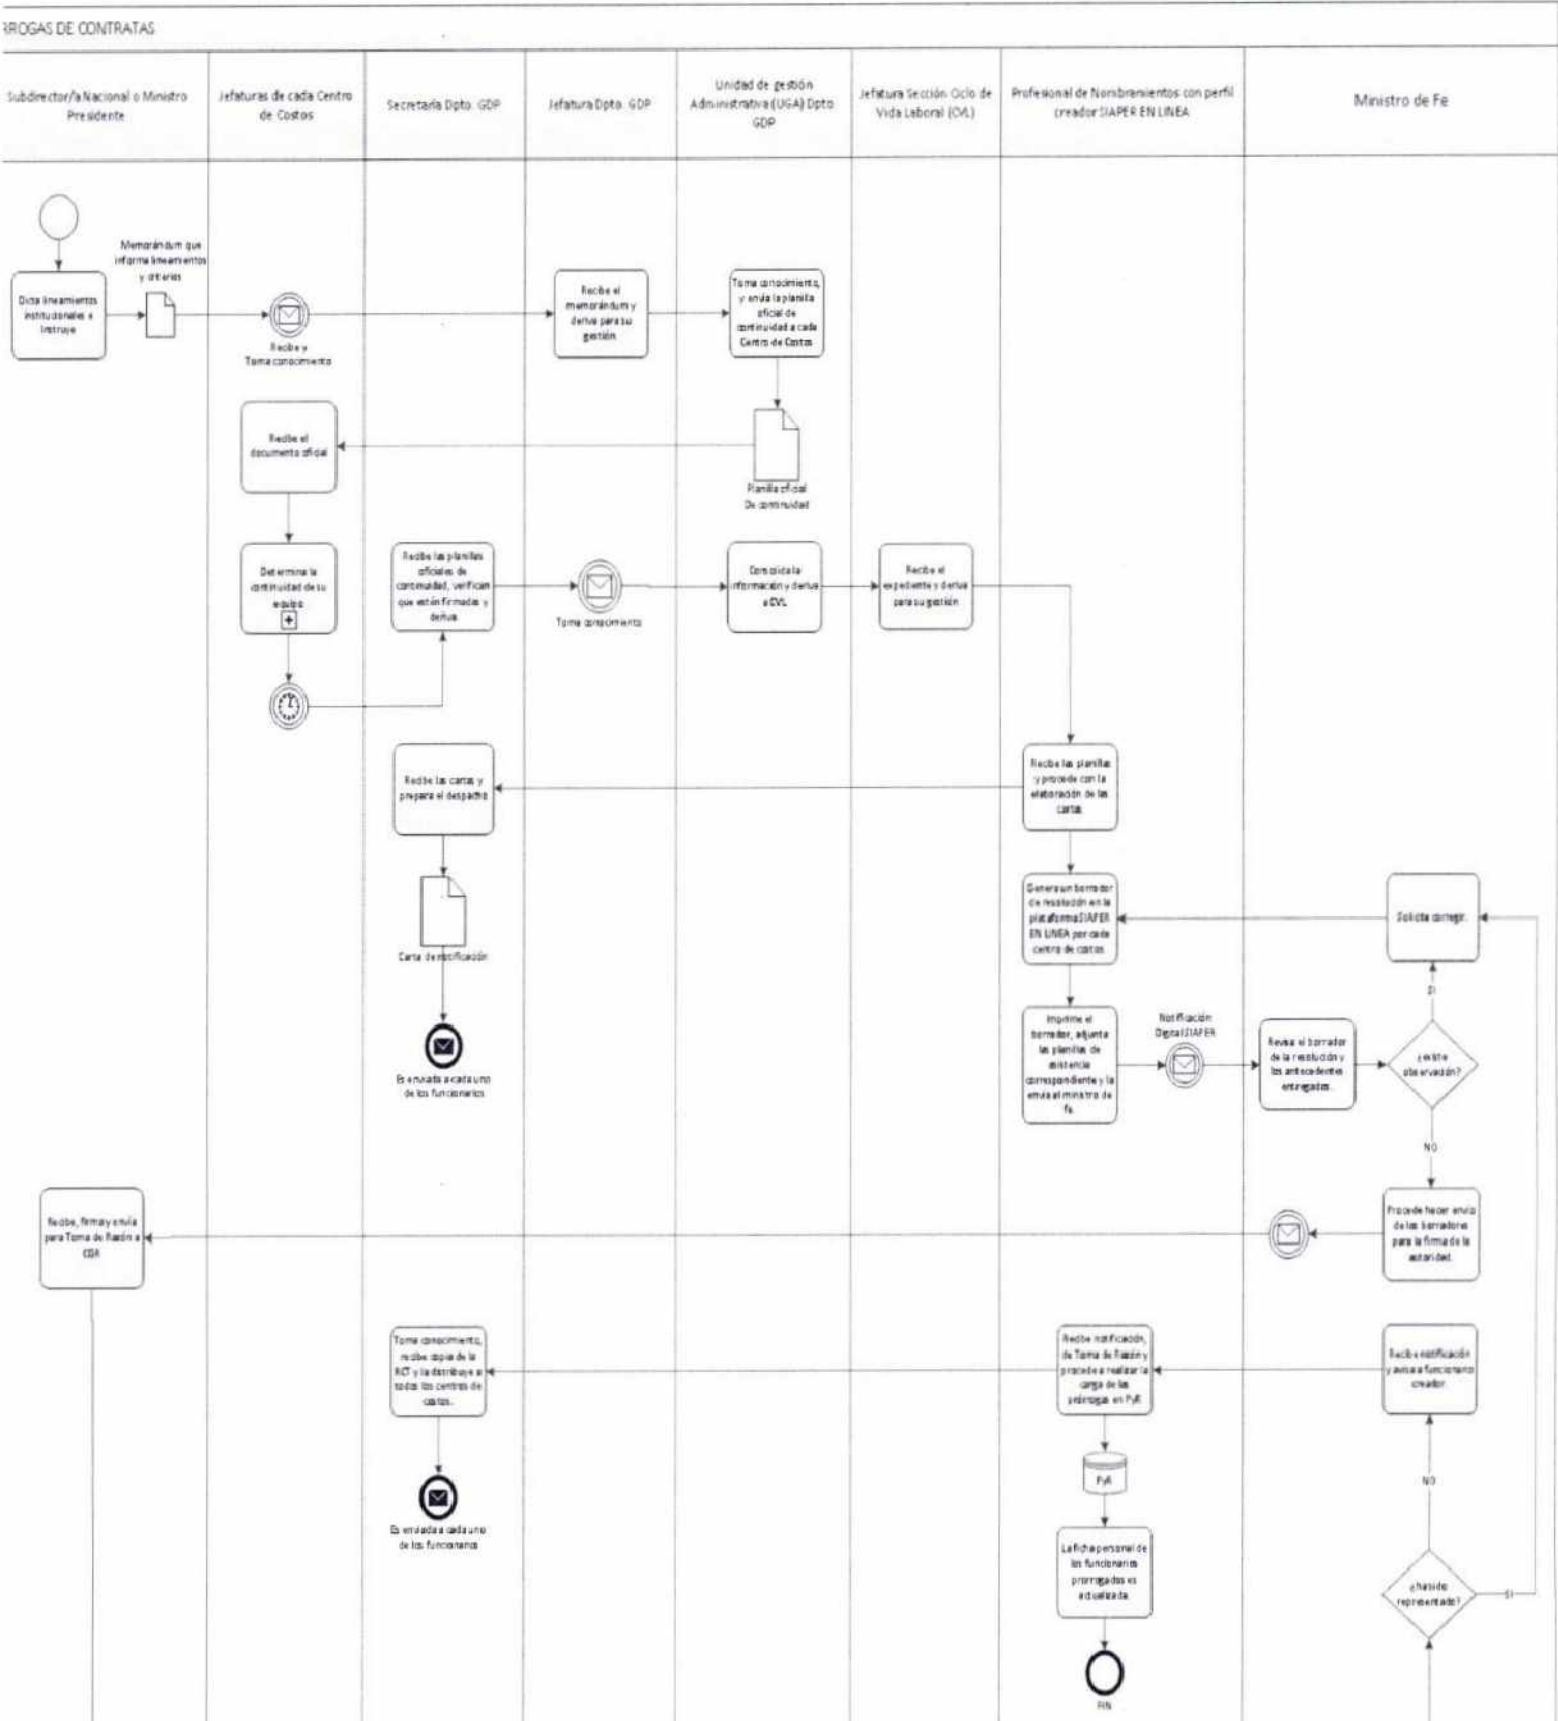 RROGAS DE CONTRATAS
Subdirector/a Nacional o Ministro
Presidente
Jefaturas de cada Centro
de Costos
Secretaría Dpto. GDP
Jefatura Dpto. GDP
Unidad de gestión
Administrativa (UGA) Dpto
GDP
Jefatura Sección Ciclo de
Vida Laboral (CVL)
Profesional de Nombramientos con perfil
creador SIAPER EN LINEA
Ministro de Fe
Dicta lineamientos
institucionales e
Instruye
Memorándum que
informa lineamientos
y criterios
Recibe y
Toma conocimiento
Recibe el
memorándum y
deriva para su
gestión
Toma conocimiento,
y envía la planilla
oficial de
continuidad a cada
Centro de Costos
Recibe el
documento oficial
Planilla oficial
De continuidad
Determina la
continuidad de su
equipo
Recibe las planillas
oficiales de
continuidad, verifican
que estén firmadas y
deriva
Toma conocimiento
Consolida la
información y deriva
a CVL
Recibe el
expediente y deriva
para su gestión
Recibe las planillas
y procede con la
elaboración de las
cartas
Recibe las cartas y
prepara el despacho
Carta de notificación
Es enviada a cada uno
de los funcionarios
Genera un borrador
de resolución en la
plataforma SIAPER
EN LINEA por cada
centro de costos
Solicita corregir.
SI
Imprime el
borrador, adjunta
las planillas de
asistencia
correspondiente y la
envía al ministro de
fe
Notificación
Digital SIAPER
Revisa el borrador
de la resolución y
los antecedentes
entregados.
¿existe
observación?
NO
Procede hacer envío
de los borradores
para la firma de la
autoridad.
Recibe, firma y envía
para Toma de Razón a
CGR
Toma conocimiento,
recibe copia de la
RCT y la distribuye a
todos los centros de
costos.
Es enviada a cada uno
de los funcionarios
Recibe notificación,
de Toma de Razón y
procede a realizar la
carga de las
prórrogas en PyR
PyR
La ficha personal de
los funcionarios
prorrogados es
actualizada
FIN
Recibe notificación
y avisa a funcionario
creador.
NO
¿ha sido
representado?
SI